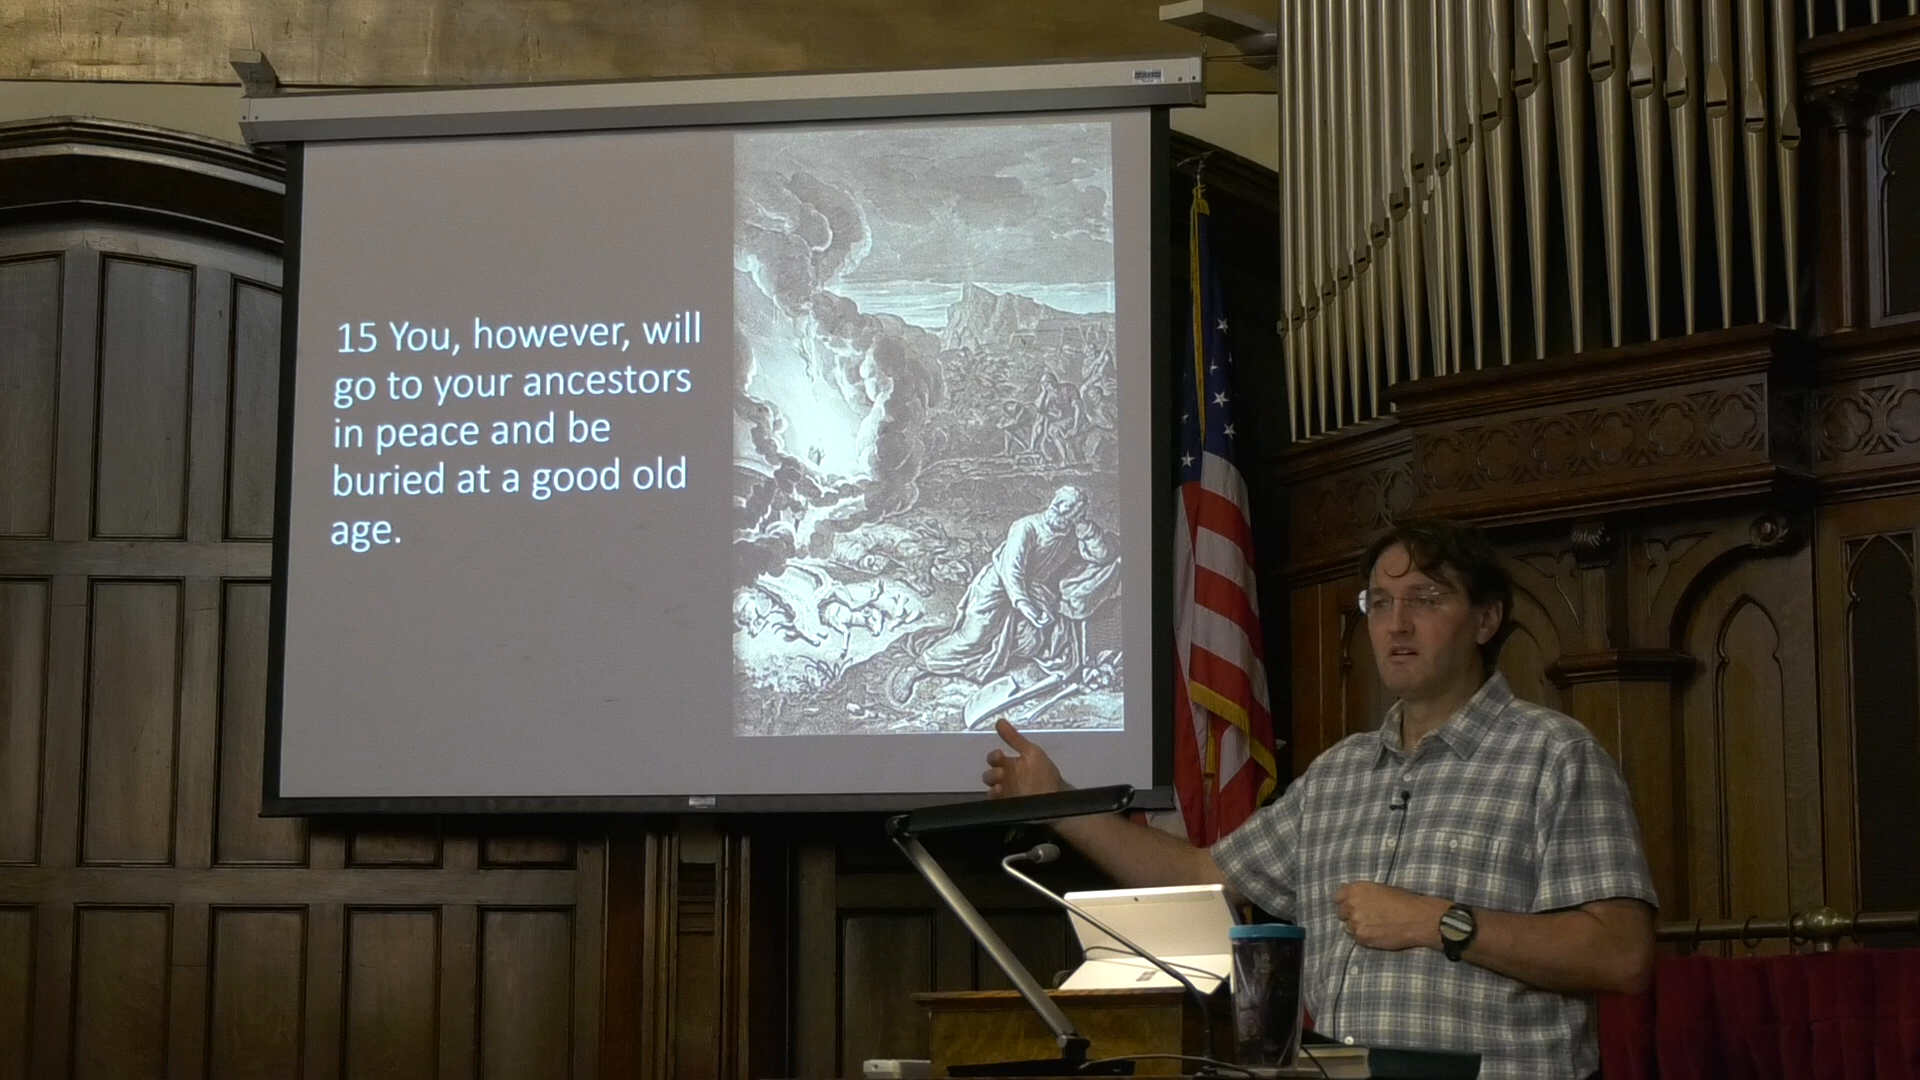 15 You, however, will
go to your ancestors
in peace and be
buried at a good old
age.